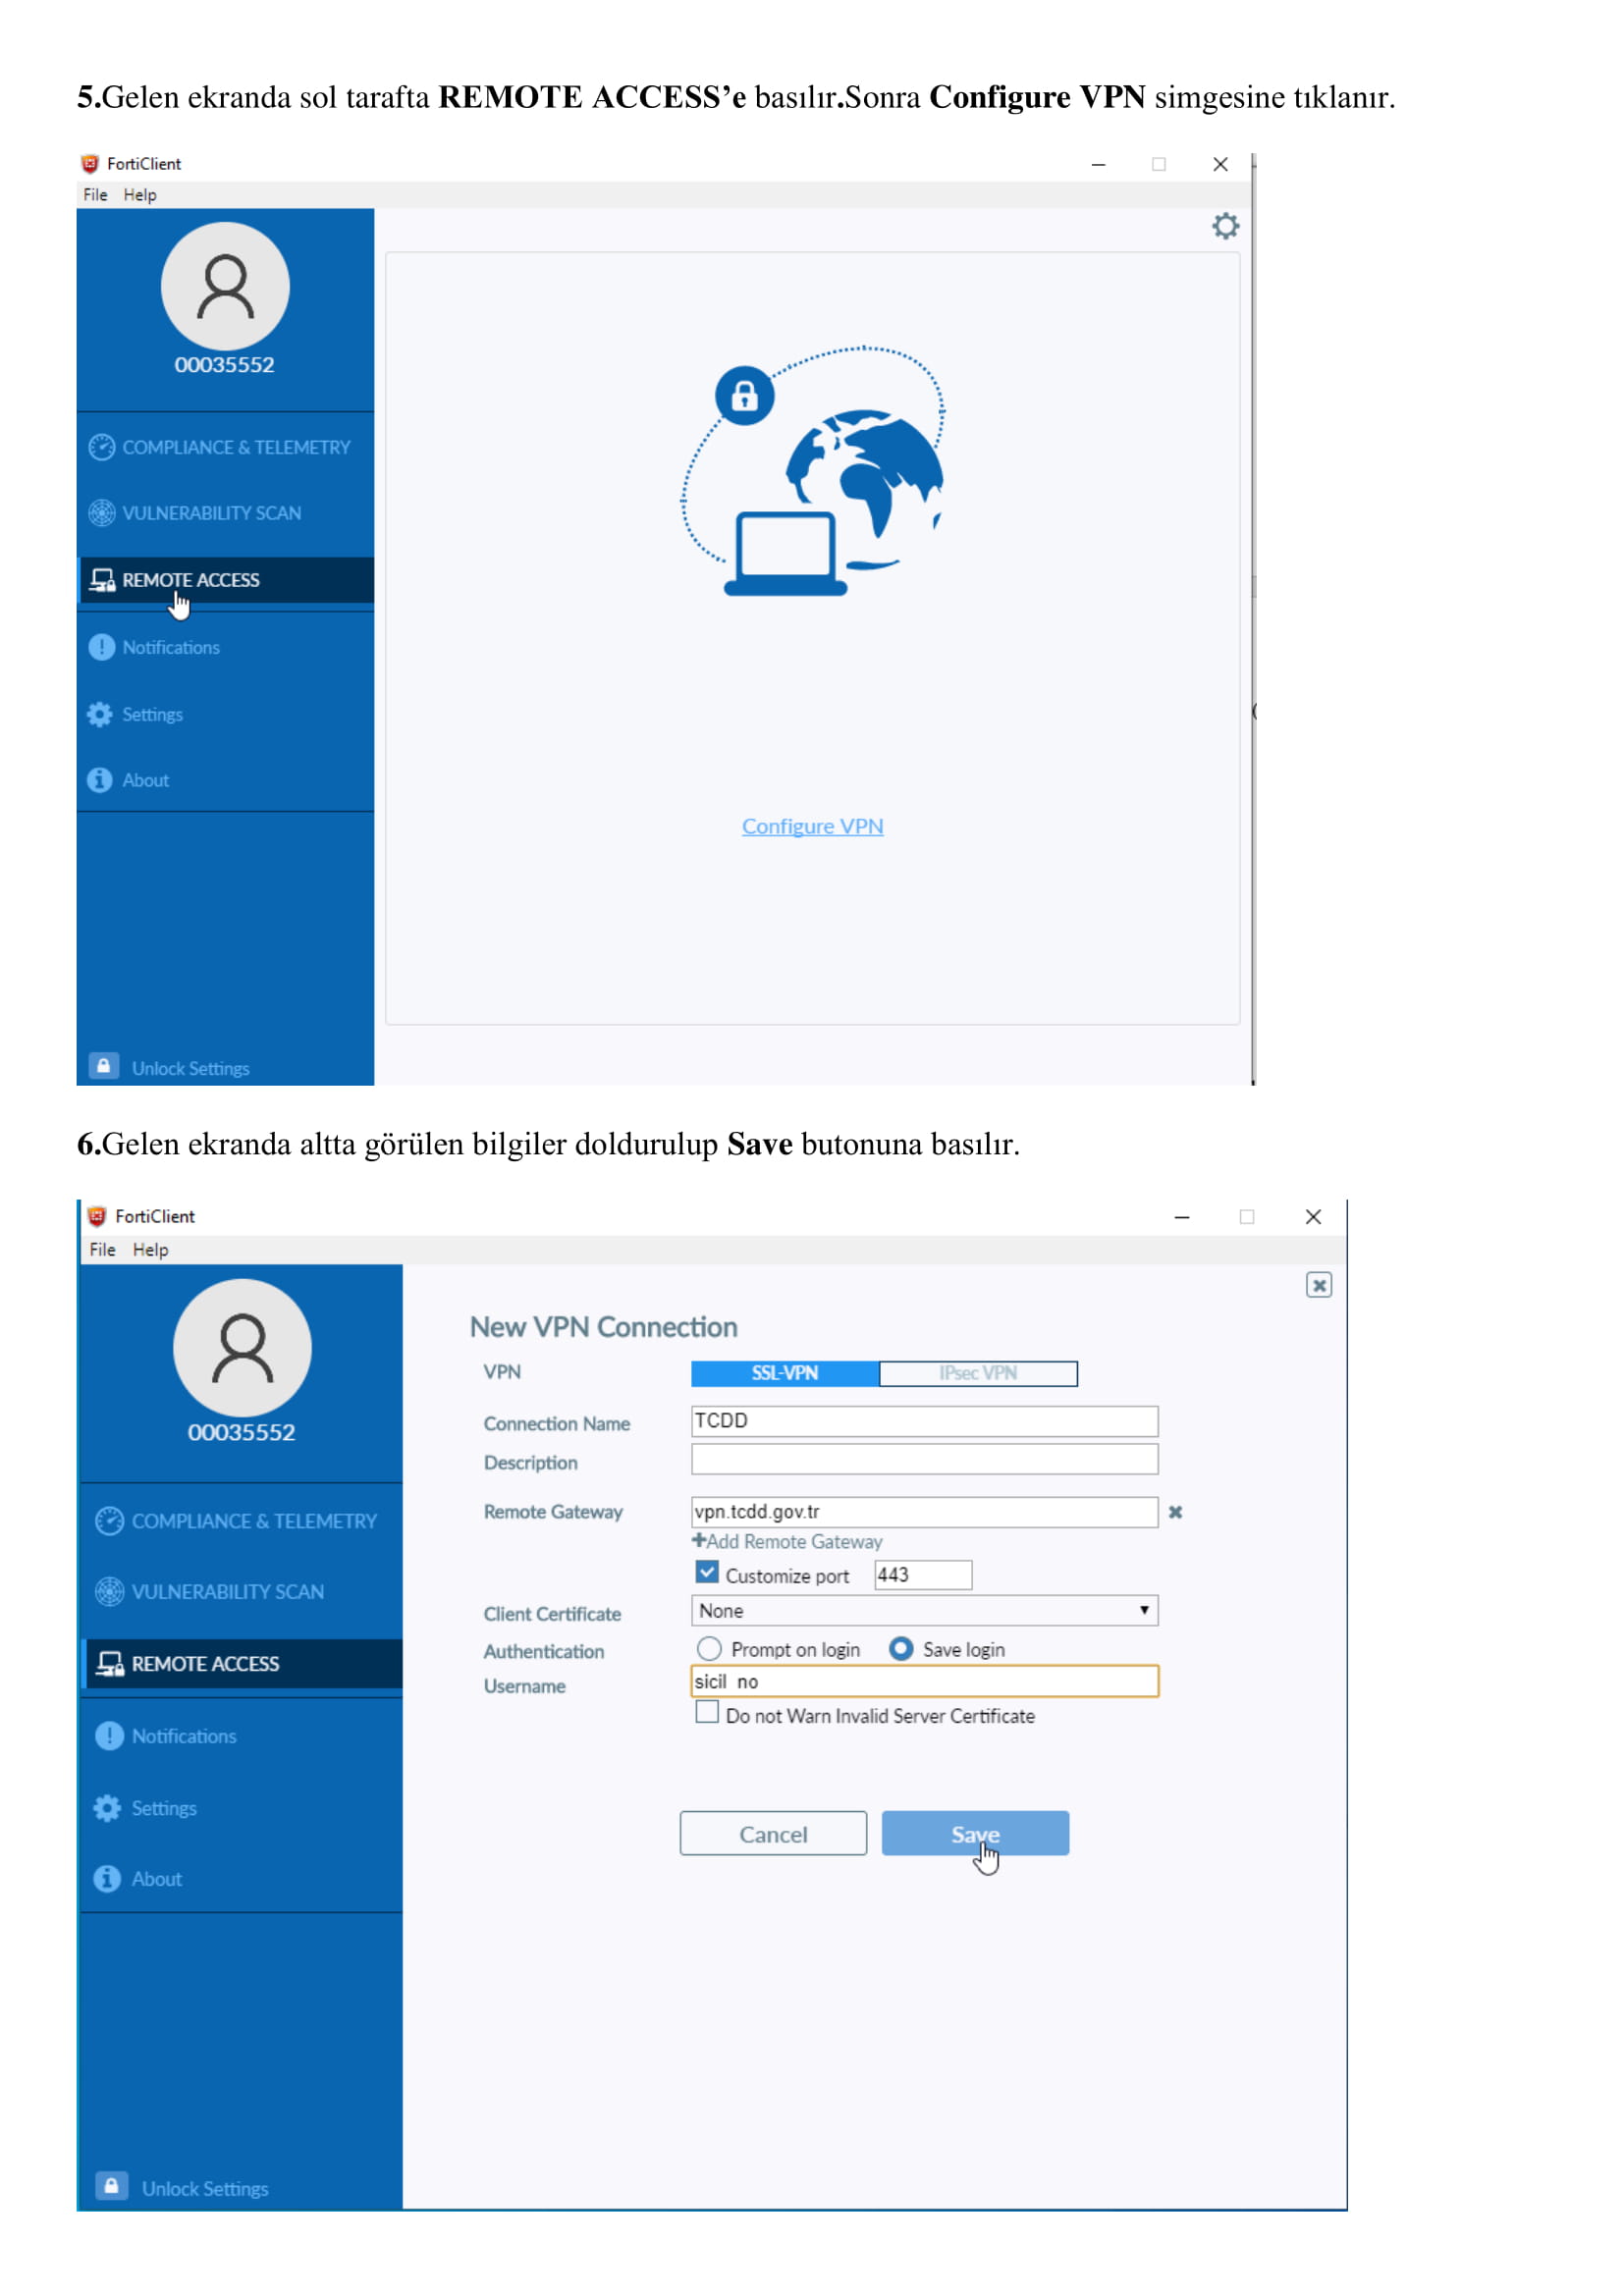 5.Gelen ekranda sol tarafta REMOTE ACCESS’e basılır.Sonra Configure VPN simgesine tıklanır.
FortiClient
File Help
00035552
COMPLIANCE & TELEMETRY
VULNERABILITY SCAN
REMOTE ACCESS
Notifications
Settings
About
Configure VPN
Unlock Settings
6.Gelen ekranda altta görülen bilgiler doldurulup Save butonuna basılır.
FortiClient
File Help
00035552
COMPLIANCE & TELEMETRY
VULNERABILITY SCAN
REMOTE ACCESS
Notifications
Settings
About
Unlock Settings
New VPN Connection
VPN SSL-VPN IPsec VPN
Connection Name TCDD
Description
Remote Gateway vpn.tcdd.gov.tr
+Add Remote Gateway
Customize port 443
Client Certificate None
Authentication Prompt on login Save login
Username sicil no
Do not Warn Invalid Server Certificate
Cancel Save